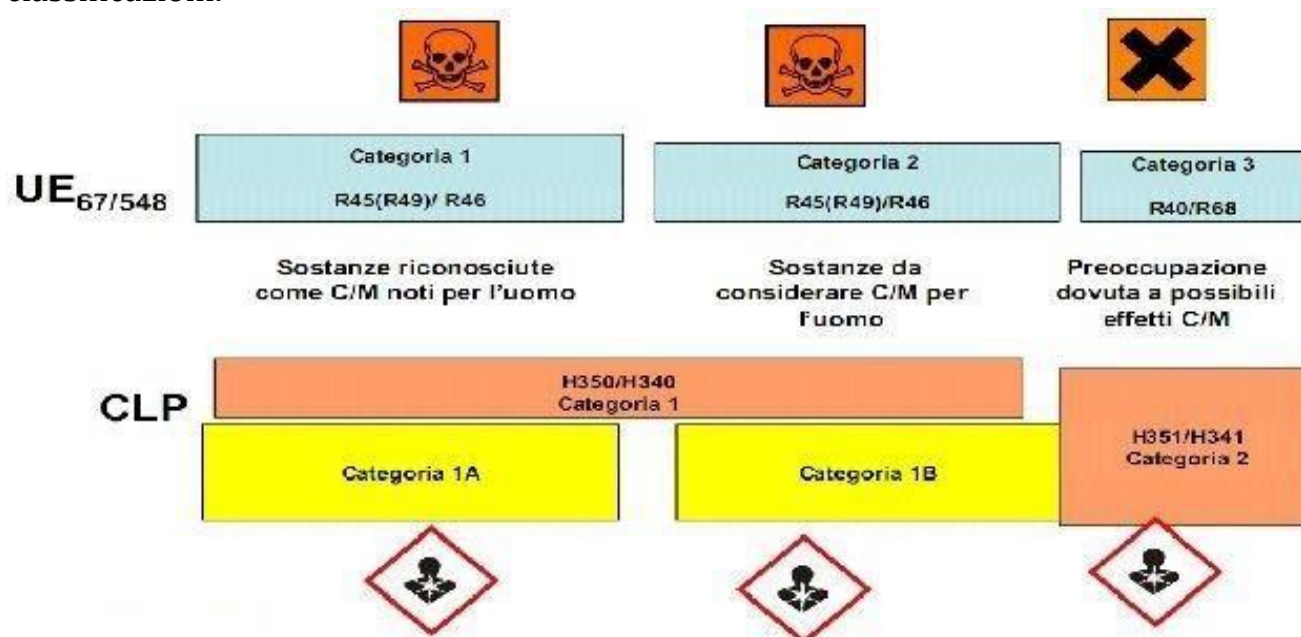 classificazioni.
Categoria 1
R45(R49)/ R46
Categoria 2
R45(R49)/R46
Categoria 3
R40/R68
UE67/548
Sostanze riconosciute
come C/M noti per l'uomo
Sostanze da
considerare C/M per
l'uomo
Preoccupazione
dovuta a possibili
effetti C/M
CLP
H350/H340
Categoria 1
Categoria 1A
Categoria 1B
H351/H341
Categoria 2